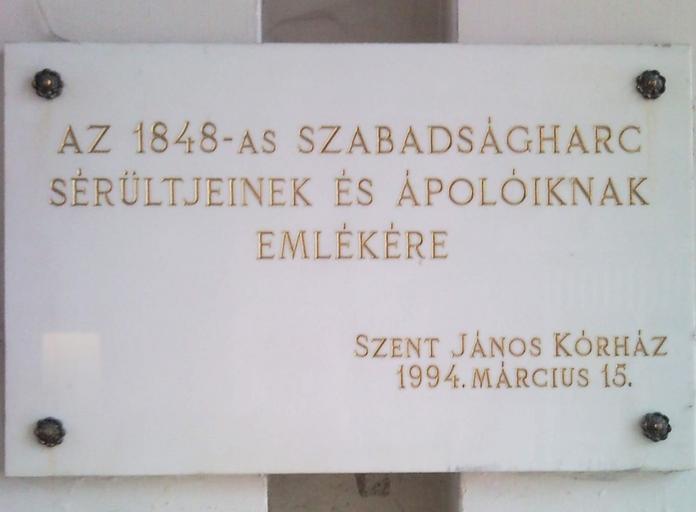 AZ 1848-AS SZABADSÁGHARC
SÉRÜLTJEINEK ÉS ÁPOLÓIKNAK
EMLÉKÉRE
SZENT JÁNOS KÓRHÁZ
1994. MÁRCIUS 15.